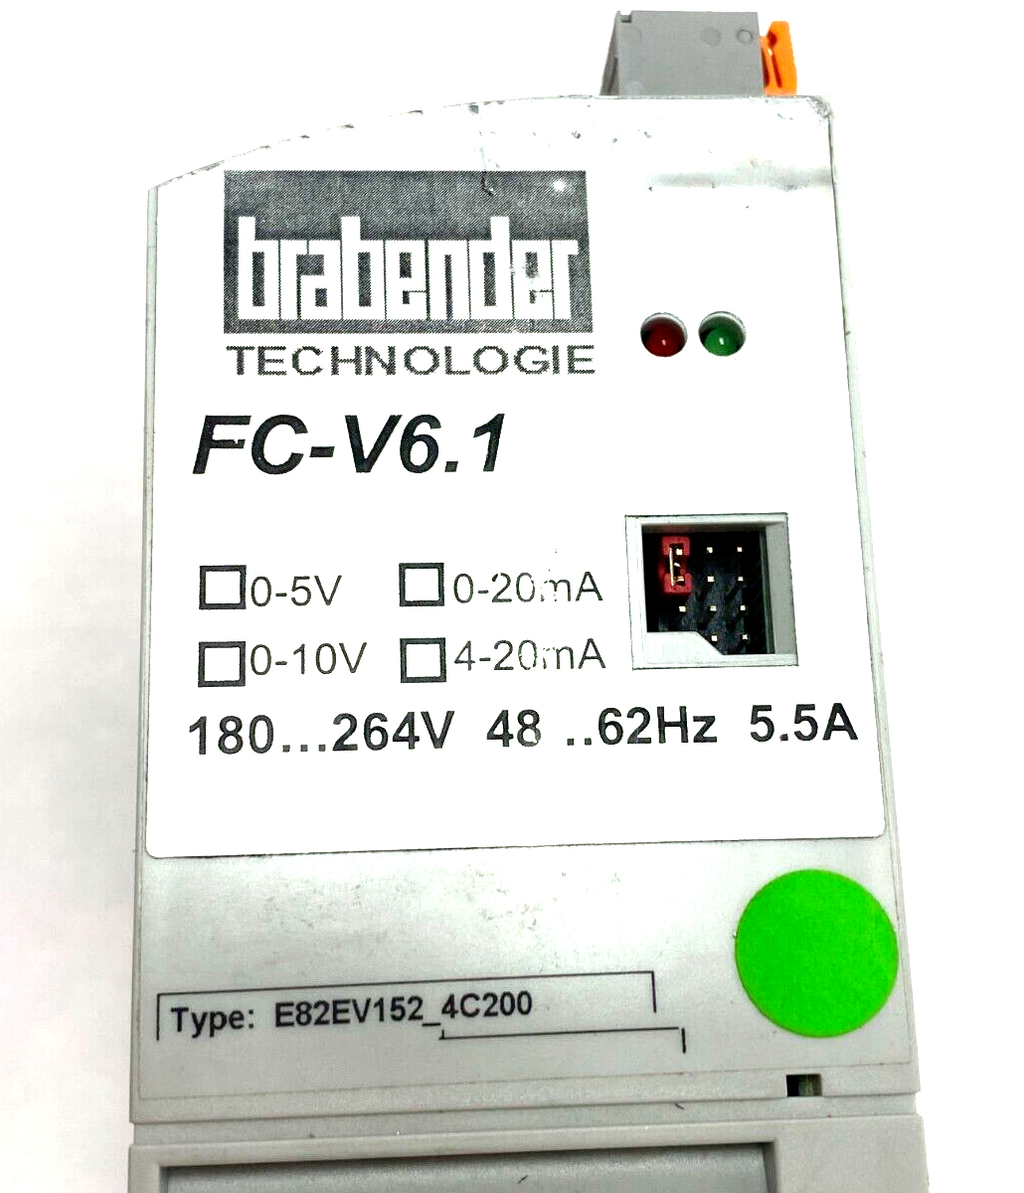 brabender
TECHNOLOGIE
FC-V6.1
0-5V 0-20mA
0-10V 4-20mA
180...264V 48 ..62Hz 5.5A
Type: E82EV152_4C200